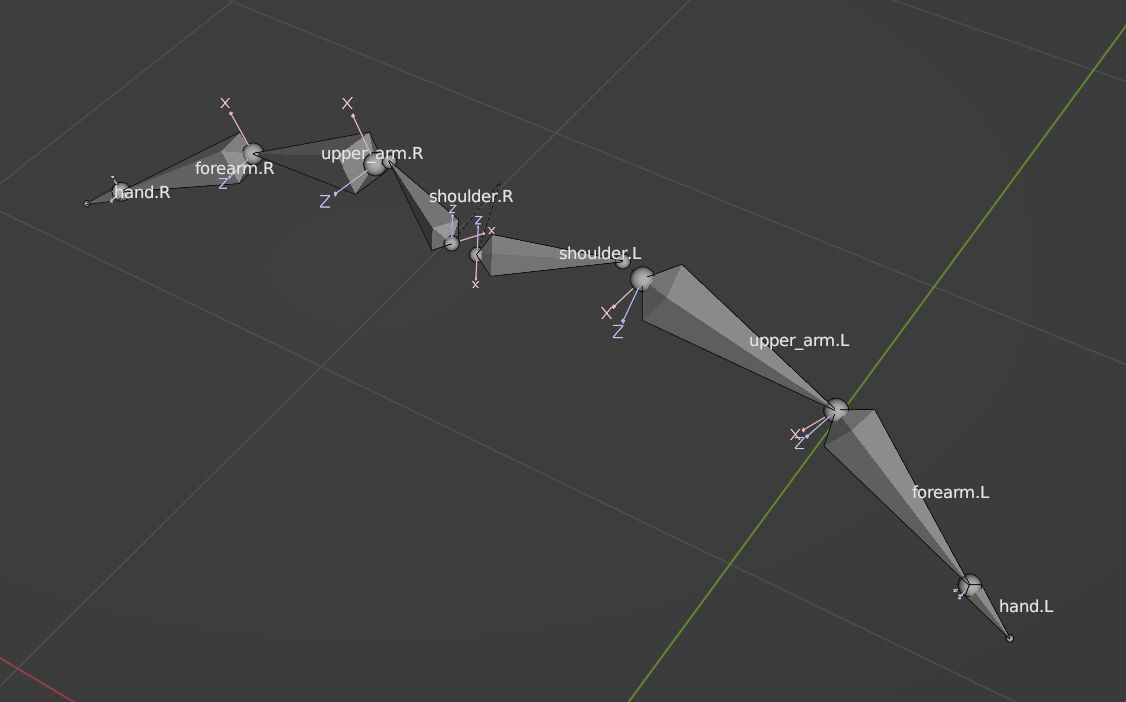 X
X
upper_arm.R
forearm.R
Z
hand.R
Z
shoulder.R
Z
Z
X
shoulder.L
X
X
Z
upper_arm.L
X
Z
forearm.L
hand.L